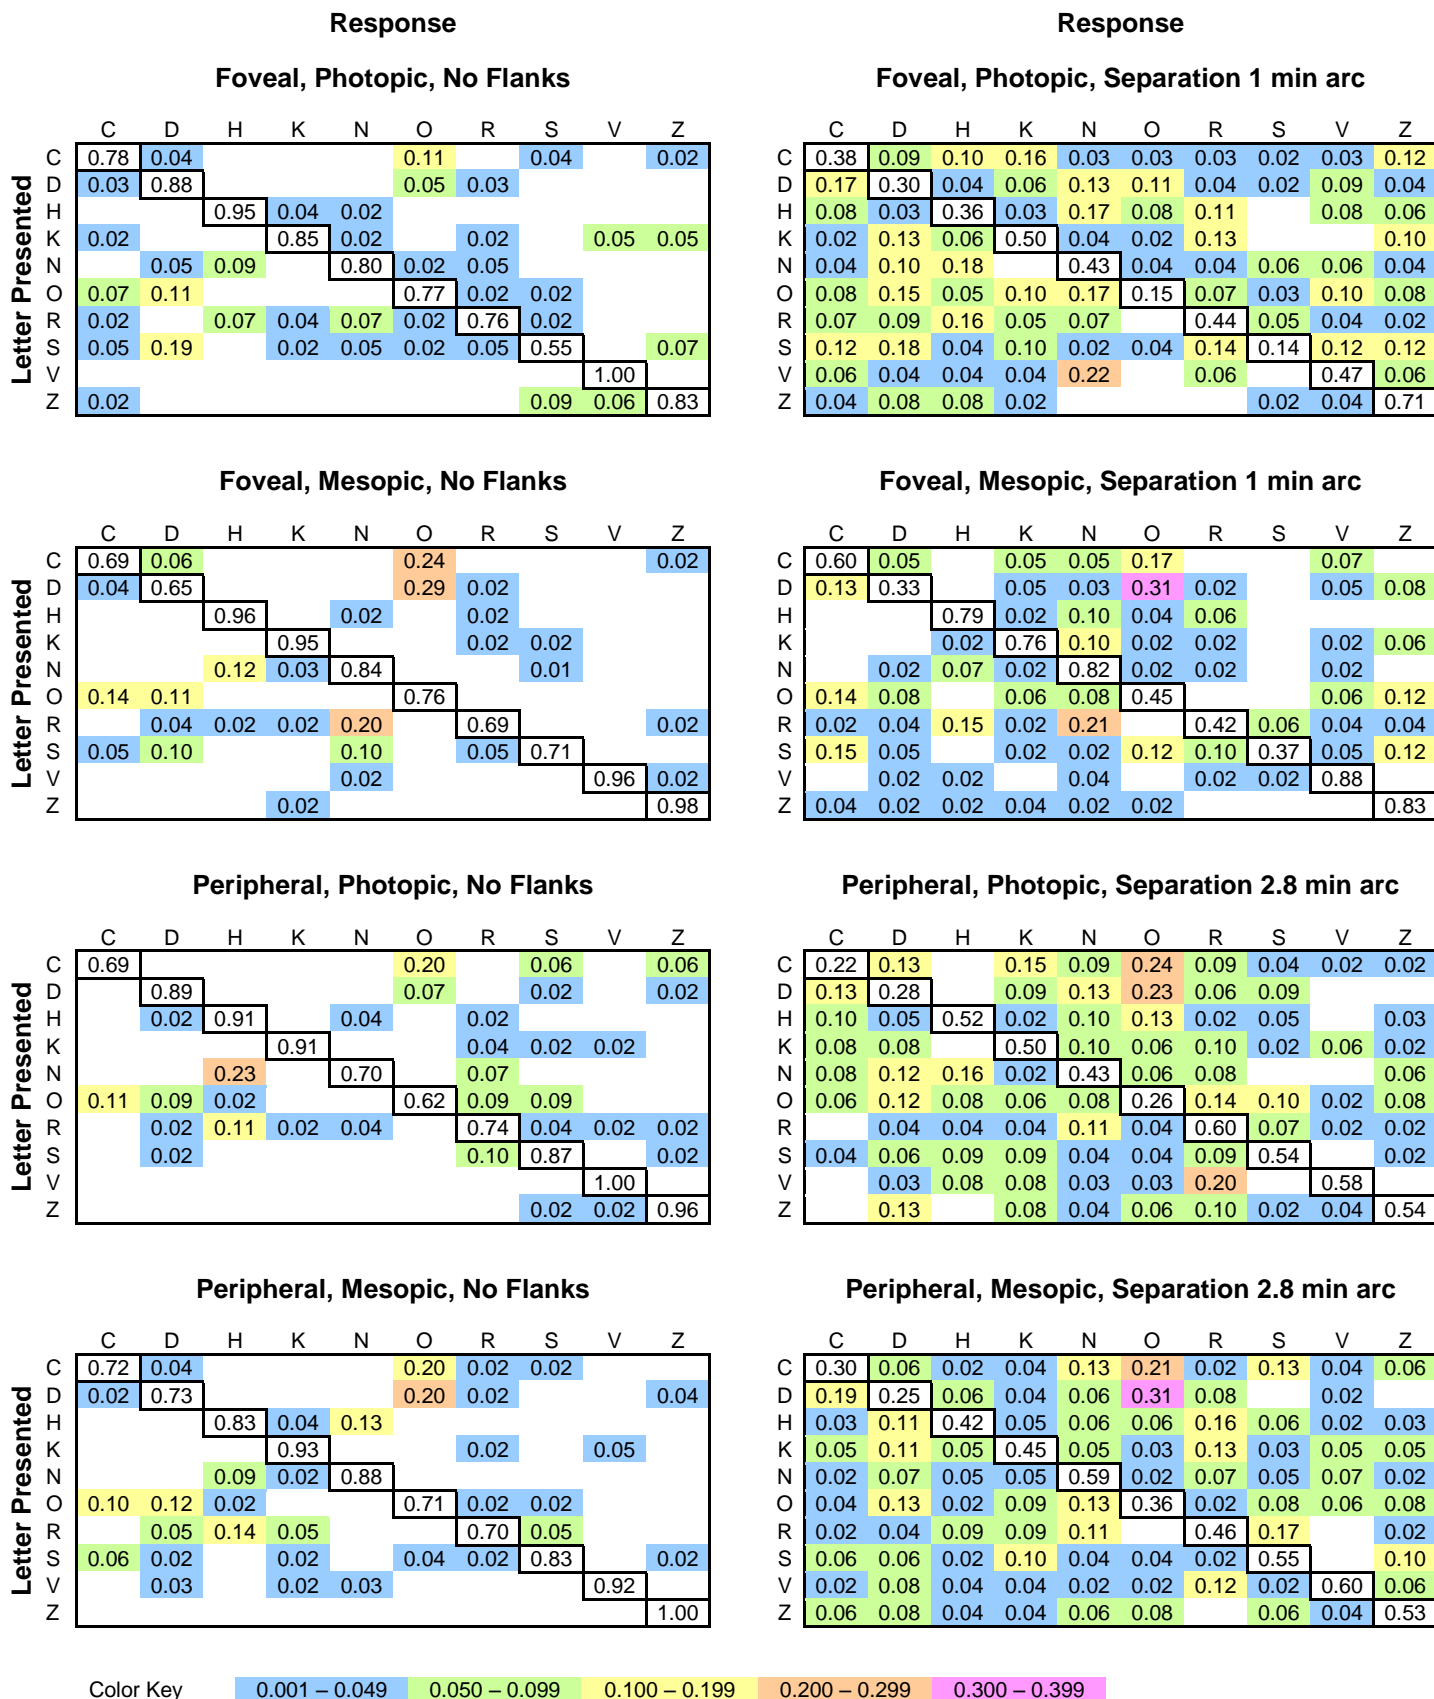 Response Response
Foveal, Photopic, No Flanks Foveal, Photopic, Separation 1 min arc
C D H K N O R S V Z C D H K N O R S V Z
Letter Presented
C 0.78 0.04 0.11 0.04 0.02 C 0.38 0.09 0.10 0.16 0.03 0.03 0.03 0.02 0.03 0.12
D 0.03 0.88 0.05 0.03 D 0.17 0.30 0.04 0.06 0.13 0.11 0.04 0.02 0.09 0.04
H 0.95 0.04 0.02 H 0.08 0.03 0.36 0.03 0.17 0.08 0.11 0.08 0.06
K 0.02 0.85 0.02 0.02 0.05 0.05 K 0.02 0.13 0.06 0.50 0.04 0.02 0.13 0.10
N 0.05 0.09 0.80 0.02 0.05 N 0.04 0.10 0.18 0.43 0.04 0.04 0.06 0.06 0.04
O 0.07 0.11 0.77 0.02 0.02 O 0.08 0.15 0.05 0.10 0.17 0.15 0.07 0.03 0.10 0.08
R 0.02 0.07 0.04 0.07 0.02 0.76 0.02 R 0.07 0.09 0.16 0.05 0.07 0.44 0.05 0.04 0.02
S 0.05 0.19 0.02 0.05 0.02 0.05 0.55 0.07 S 0.12 0.18 0.04 0.10 0.02 0.04 0.14 0.14 0.12 0.12
V 1.00 V 0.06 0.04 0.04 0.04 0.22 0.06 0.47 0.06
Z 0.02 0.09 0.06 0.83 Z 0.04 0.08 0.08 0.02 0.02 0.04 0.71
Foveal, Mesopic, No Flanks Foveal, Mesopic, Separation 1 min arc
C D H K N O R S V Z C D H K N O R S V Z
Letter Presented
C 0.69 0.06 0.24 0.02 C 0.60 0.05 0.05 0.05 0.17 0.07
D 0.04 0.65 0.29 0.02 D 0.13 0.33 0.05 0.03 0.31 0.02 0.05 0.08
H 0.96 0.02 0.02 H 0.79 0.02 0.10 0.04 0.06
K 0.95 0.02 0.02 K 0.02 0.76 0.10 0.02 0.02 0.02 0.06
N 0.12 0.03 0.84 0.01 N 0.02 0.07 0.02 0.82 0.02 0.02 0.02
O 0.14 0.11 0.76 O 0.14 0.08 0.06 0.08 0.45 0.06 0.12
R 0.04 0.02 0.02 0.20 0.69 0.02 R 0.02 0.04 0.15 0.02 0.21 0.42 0.06 0.04 0.04
S 0.05 0.10 0.10 0.05 0.71 S 0.15 0.05 0.02 0.02 0.12 0.10 0.37 0.05 0.12
V 0.02 0.96 0.02 V 0.02 0.02 0.04 0.02 0.02 0.88
Z 0.02 0.98 Z 0.04 0.02 0.02 0.04 0.02 0.02 0.83
Peripheral, Photopic, No Flanks Peripheral, Photopic, Separation 2.8 min arc
C D H K N O R S V Z C D H K N O R S V Z
Letter Presented
C 0.69 0.20 0.06 0.06 C 0.22 0.13 0.15 0.09 0.24 0.09 0.04 0.02 0.02
D 0.89 0.07 0.02 0.02 D 0.13 0.28 0.09 0.13 0.23 0.06 0.09
H 0.02 0.91 0.04 0.02 H 0.10 0.05 0.52 0.02 0.10 0.13 0.02 0.05 0.03
K 0.91 0.04 0.02 0.02 K 0.08 0.08 0.50 0.10 0.06 0.10 0.02 0.06 0.02
N 0.23 0.70 0.07 N 0.08 0.12 0.16 0.02 0.43 0.06 0.08 0.06
O 0.11 0.09 0.02 0.62 0.09 0.09 O 0.06 0.12 0.08 0.06 0.08 0.26 0.14 0.10 0.02 0.08
R 0.02 0.11 0.02 0.04 0.74 0.04 0.02 0.02 R 0.04 0.04 0.04 0.11 0.04 0.60 0.07 0.02 0.02
S 0.02 0.10 0.87 0.02 S 0.04 0.06 0.09 0.09 0.04 0.04 0.09 0.54 0.02
V 1.00 V 0.03 0.08 0.08 0.03 0.03 0.20 0.58
Z 0.02 0.02 0.96 Z 0.13 0.08 0.04 0.06 0.10 0.02 0.04 0.54
Peripheral, Mesopic, No Flanks Peripheral, Mesopic, Separation 2.8 min arc
C D H K N O R S V Z C D H K N O R S V Z
Letter Presented
C 0.72 0.04 0.20 0.02 0.02 C 0.30 0.06 0.02 0.04 0.13 0.21 0.02 0.13 0.04 0.06
D 0.02 0.73 0.20 0.02 0.04 D 0.19 0.25 0.06 0.04 0.06 0.31 0.08 0.02
H 0.83 0.04 0.13 H 0.03 0.11 0.42 0.05 0.06 0.06 0.16 0.06 0.02 0.03
K 0.93 0.02 0.05 K 0.05 0.11 0.05 0.45 0.05 0.03 0.13 0.03 0.05 0.05
N 0.09 0.02 0.88 N 0.02 0.07 0.05 0.05 0.59 0.02 0.07 0.05 0.07 0.02
O 0.10 0.12 0.02 0.71 0.02 0.02 O 0.04 0.13 0.02 0.09 0.13 0.36 0.02 0.08 0.06 0.08
R 0.05 0.14 0.05 0.70 0.05 R 0.02 0.04 0.09 0.09 0.11 0.46 0.17 0.02
S 0.06 0.02 0.02 0.04 0.02 0.83 0.02 S 0.06 0.06 0.02 0.10 0.04 0.04 0.02 0.55 0.10
V 0.03 0.02 0.03 0.92 V 0.02 0.08 0.04 0.04 0.02 0.02 0.12 0.02 0.60 0.06
Z 1.00 Z 0.06 0.08 0.04 0.04 0.06 0.08 0.06 0.04 0.53
Color Key 0.001 – 0.049 0.050 – 0.099 0.100 – 0.199 0.200 – 0.299 0.300 – 0.399